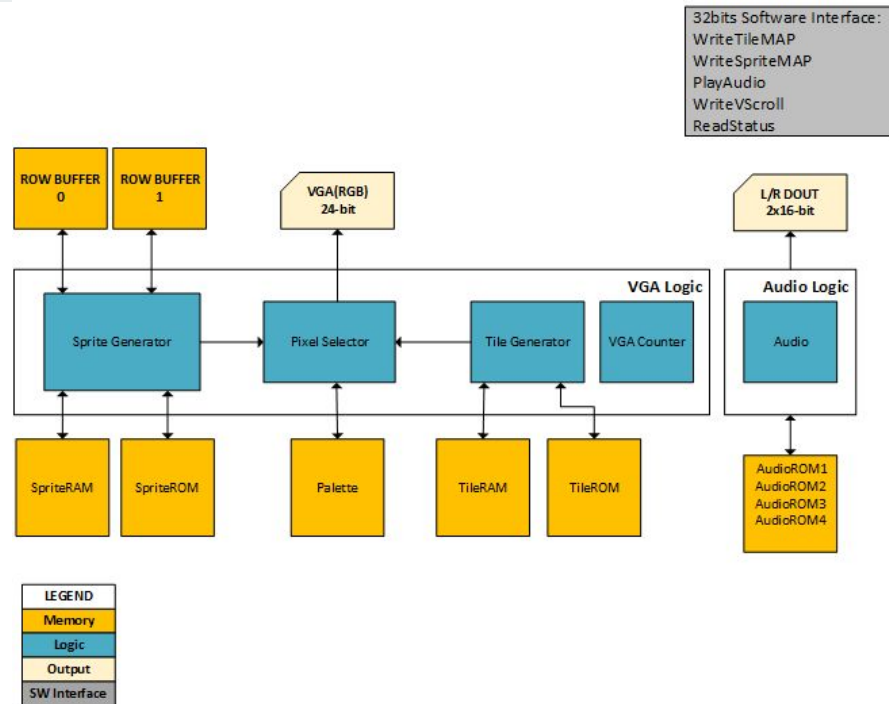 32bits Software Interface:
WriteTileMAP
WriteSpriteMAP
PlayAudio
WriteVScroll
ReadStatus
ROW BUFFER
0
ROW BUFFER
1
VGA(RGB)
24-bit
L/R DOUT
2x16-bit
VGA Logic
Audio Logic
Sprite Generator
Pixel Selector
Tile Generator
VGA Counter
Audio
SpriteRAM
SpriteROM
Palette
TileRAM
TileROM
AudioROM1
AudioROM2
AudioROM3
AudioROM4
LEGEND
Memory
Logic
Output
SW Interface